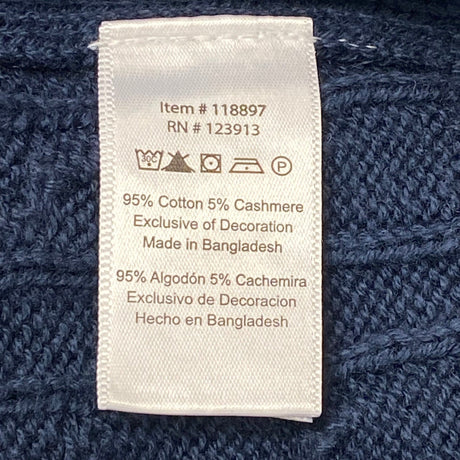 Item # 118897
RN # 123913
30C P
95% Cotton 5% Cashmere
Exclusive of Decoration
Made in Bangladesh
95% Algodón 5% Cachemira
Exclusivo de Decoracion
Hecho en Bangladesh